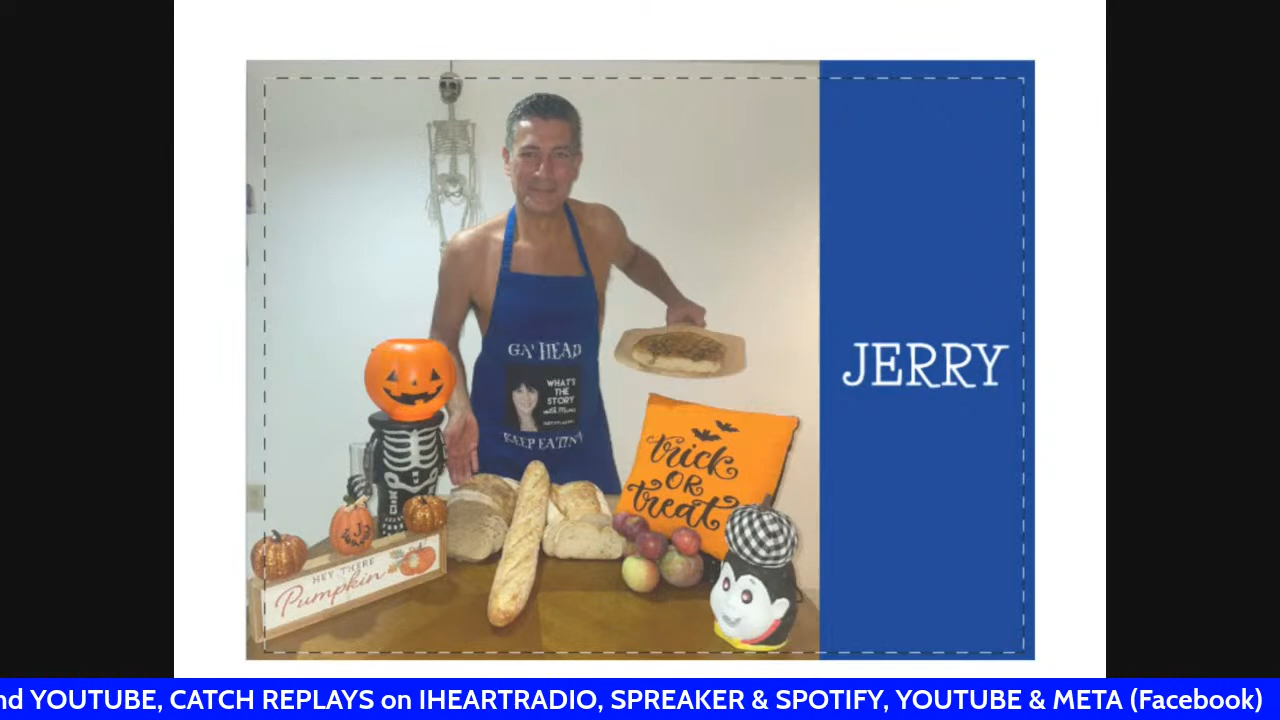 GA' HEAD
WHAT'S
THE
STORY
KEEP EATIN'
JERRY
trick
OR
treat
HEY THERE
Pumpkin
nd YOUTUBE, CATCH REPLAYS on IHEARTRADIO, SPREAKER & SPOTIFY, YOUTUBE & META (Facebook)